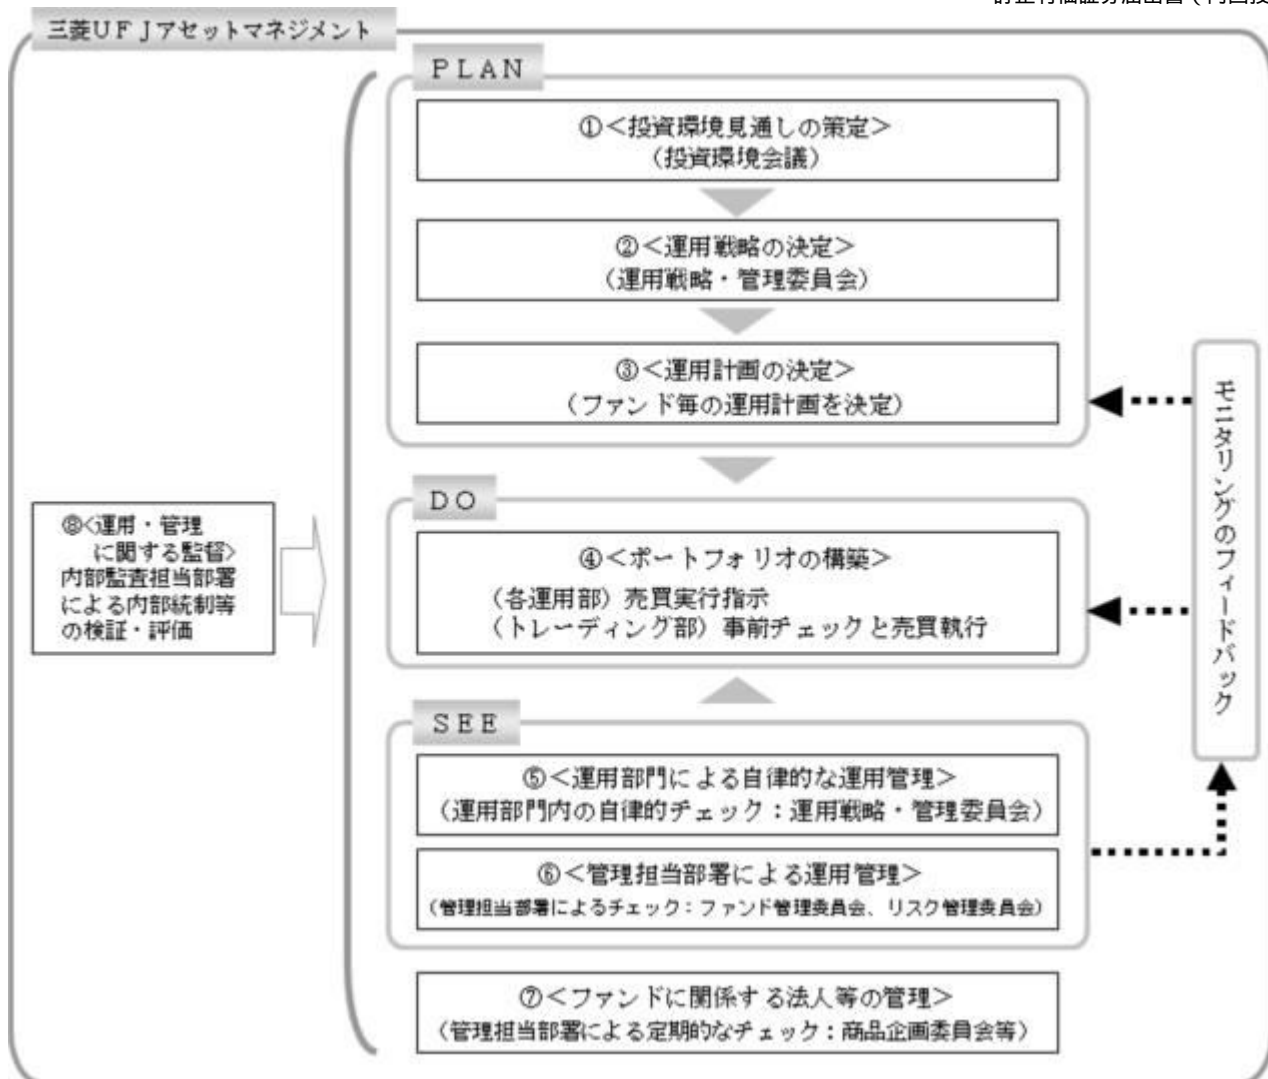 三菱ＵＦＪアセットマネジメント
ＰＬＡＮ
①＜投資環境見通しの策定＞
（投資環境会議）
②＜運用戦略の決定＞
（運用戦略・管理委員会）
③＜運用計画の決定＞
（ファンド毎の運用計画を決定）
ＤＯ
④＜ポートフォリオの構築＞
（各運用部）売買実行指示
（トレーディング部）事前チェックと売買執行
ＳＥＥ
⑤＜運用部門による自律的な運用管理＞
（運用部門内の自律的チェック：運用戦略・管理委員会）
⑥＜管理担当部署による運用管理＞
（管理担当部署によるチェック：ファンド管理委員会、リスク管理委員会）
⑦＜ファンドに関係する法人等の管理＞
（管理担当部署による定期的なチェック：商品企画委員会等）
⑧＜運用・管理
に関する監督＞
内部監査担当部署
による内部統制等
の検証・評価
モニタリングのフィードバック